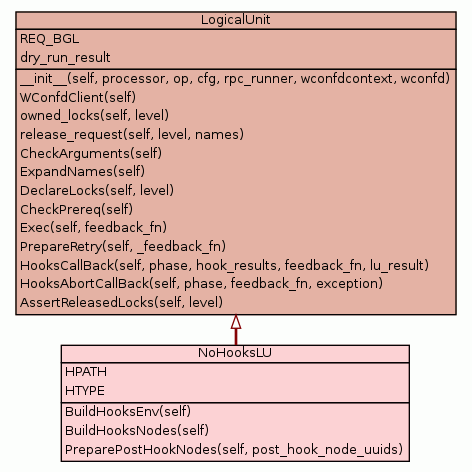 LogicalUnit
REQ_BGL
dry_run_result
__init__(self, processor, op, cfg, rpc_runner, wconfdcontext, wconfd)
WConfdClient(self)
owned_locks(self, level)
release_request(self, level, names)
CheckArguments(self)
ExpandNames(self)
DeclareLocks(self, level)
CheckPrereq(self)
Exec(self, feedback_fn)
PrepareRetry(self, _feedback_fn)
HooksCallBack(self, phase, hook_results, feedback_fn, lu_result)
HooksAbortCallBack(self, phase, feedback_fn, exception)
AssertReleasedLocks(self, level)
NoHooksLU
HPATH
HTYPE
BuildHooksEnv(self)
BuildHooksNodes(self)
PreparePostHookNodes(self, post_hook_node_uuids)